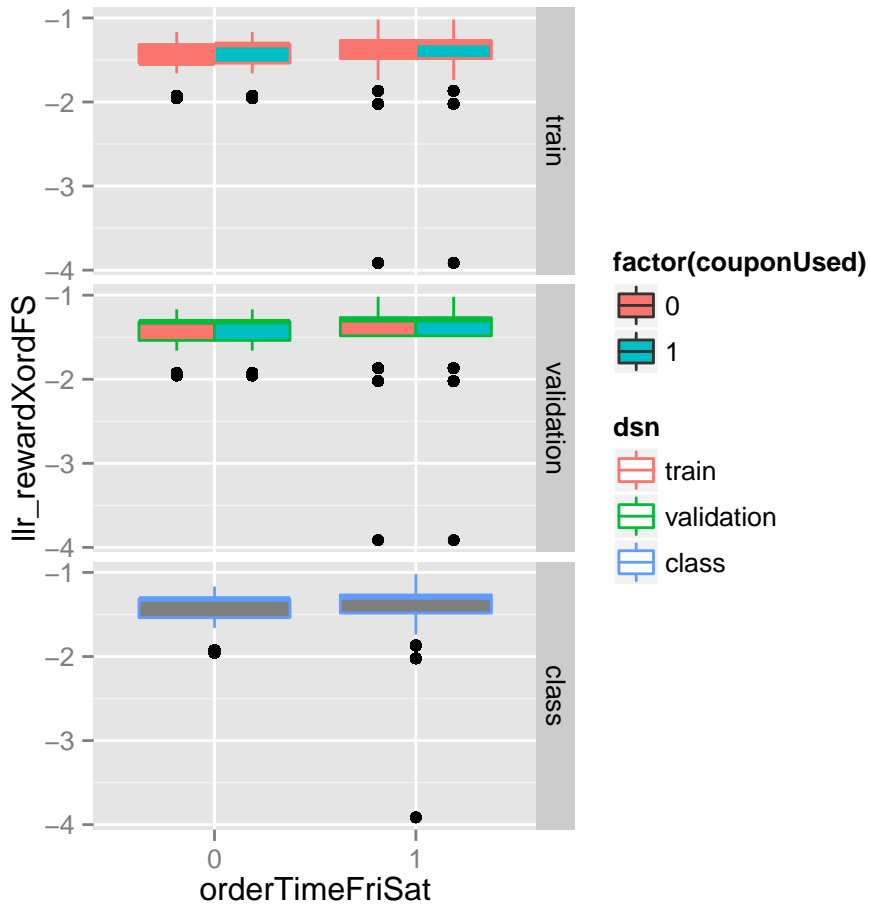 llr_rewardXordFS
−1
−2
−3
−4
train
−1
−2
−3
−4
validation
−1
−2
−3
−4
class
0
1
orderTimeFriSat
factor(couponUsed)
0
1
dsn
train
validation
class